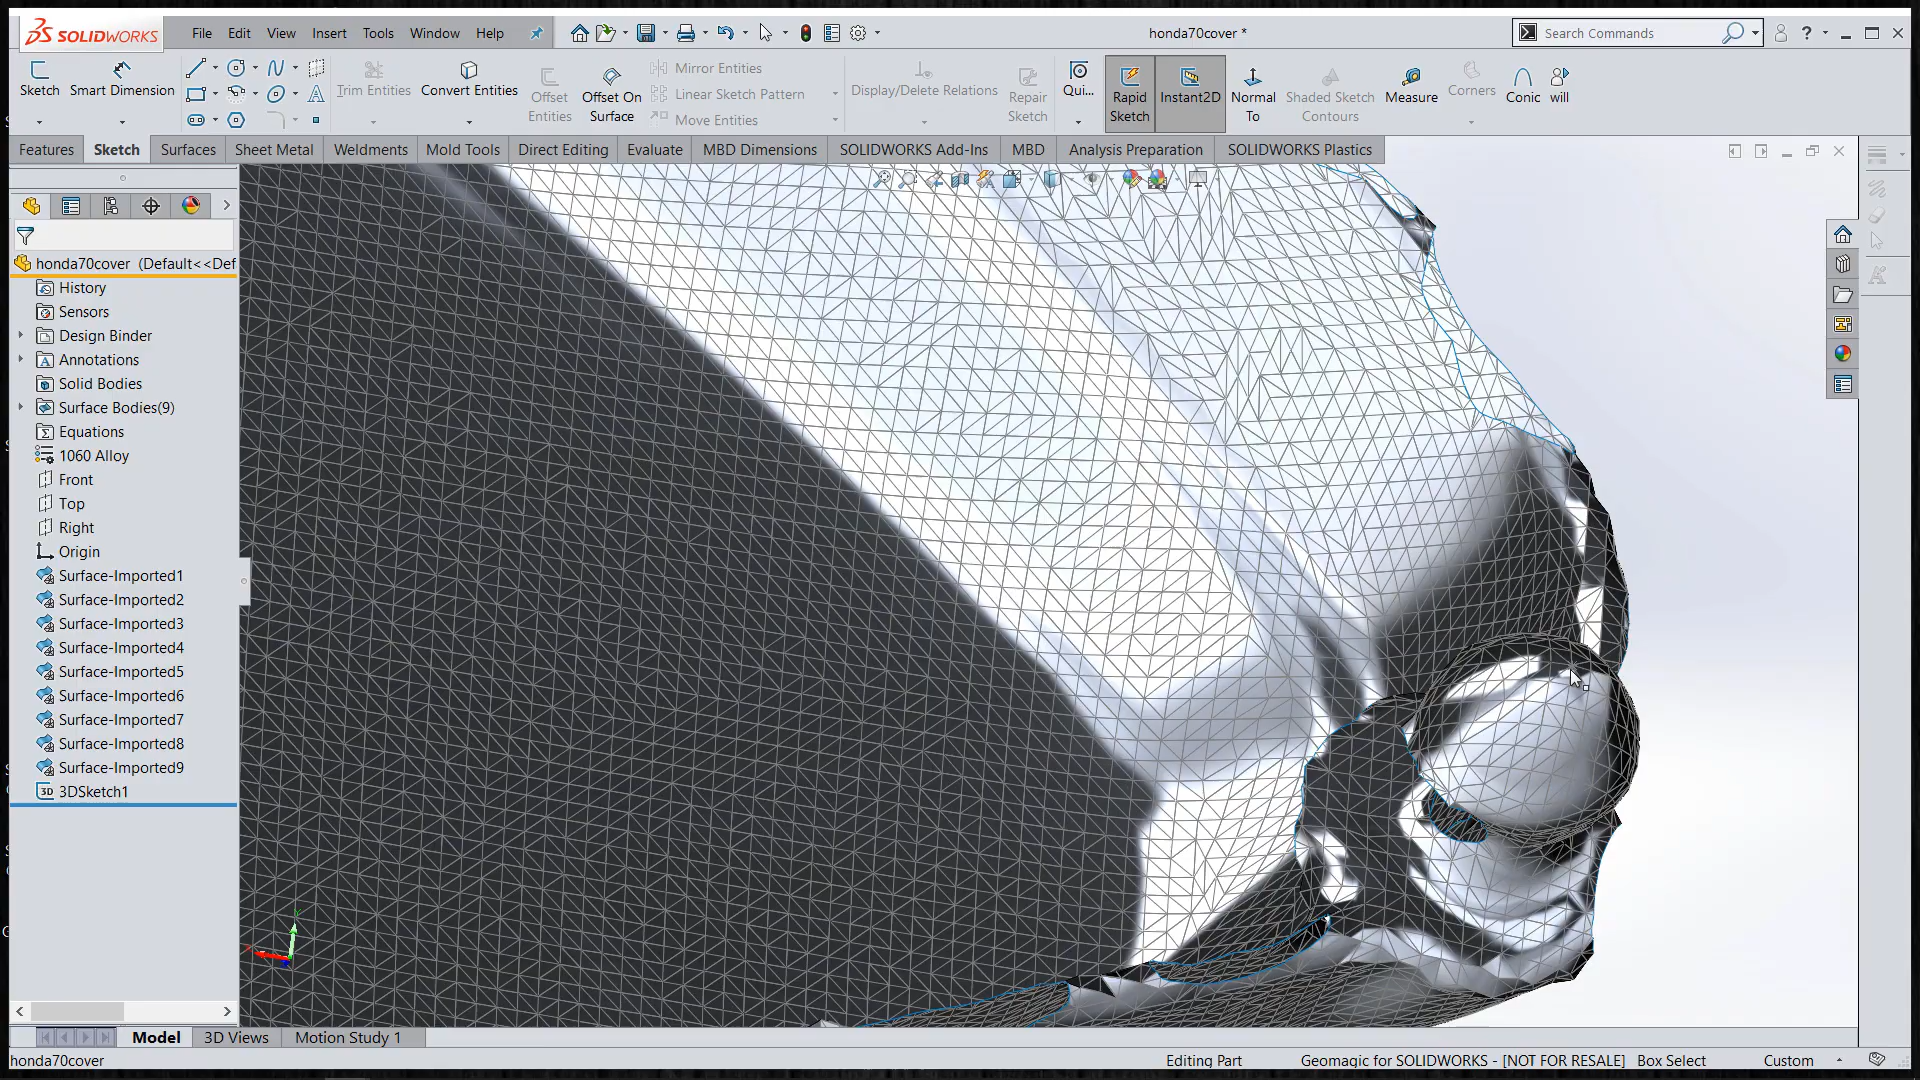 SOLIDWORKS File Edit View Insert Tools Window Help honda70cover * Search Commands ?
Sketch Smart Dimension Trim Entities Convert Entities Offset Entities Offset On Surface Mirror Entities Linear Sketch Pattern Move Entities Display/Delete Relations Repair Sketch Qui... Rapid Sketch Instant2D Normal To Shaded Sketch Contours Measure Corners Conic will
Features Sketch Surfaces Sheet Metal Weldments Mold Tools Direct Editing Evaluate MBD Dimensions SOLIDWORKS Add-Ins MBD Analysis Preparation SOLIDWORKS Plastics
honda70cover (Default<<Def
History
Sensors
Design Binder
Annotations
Solid Bodies
Surface Bodies(9)
Equations
1060 Alloy
Front
Top
Right
Origin
Surface-Imported1
Surface-Imported2
Surface-Imported3
Surface-Imported4
Surface-Imported5
Surface-Imported6
Surface-Imported7
Surface-Imported8
Surface-Imported9
3D 3DSketch1
Model 3D Views Motion Study 1
honda70cover Editing Part Geomagic for SOLIDWORKS - [NOT FOR RESALE] Box Select Custom